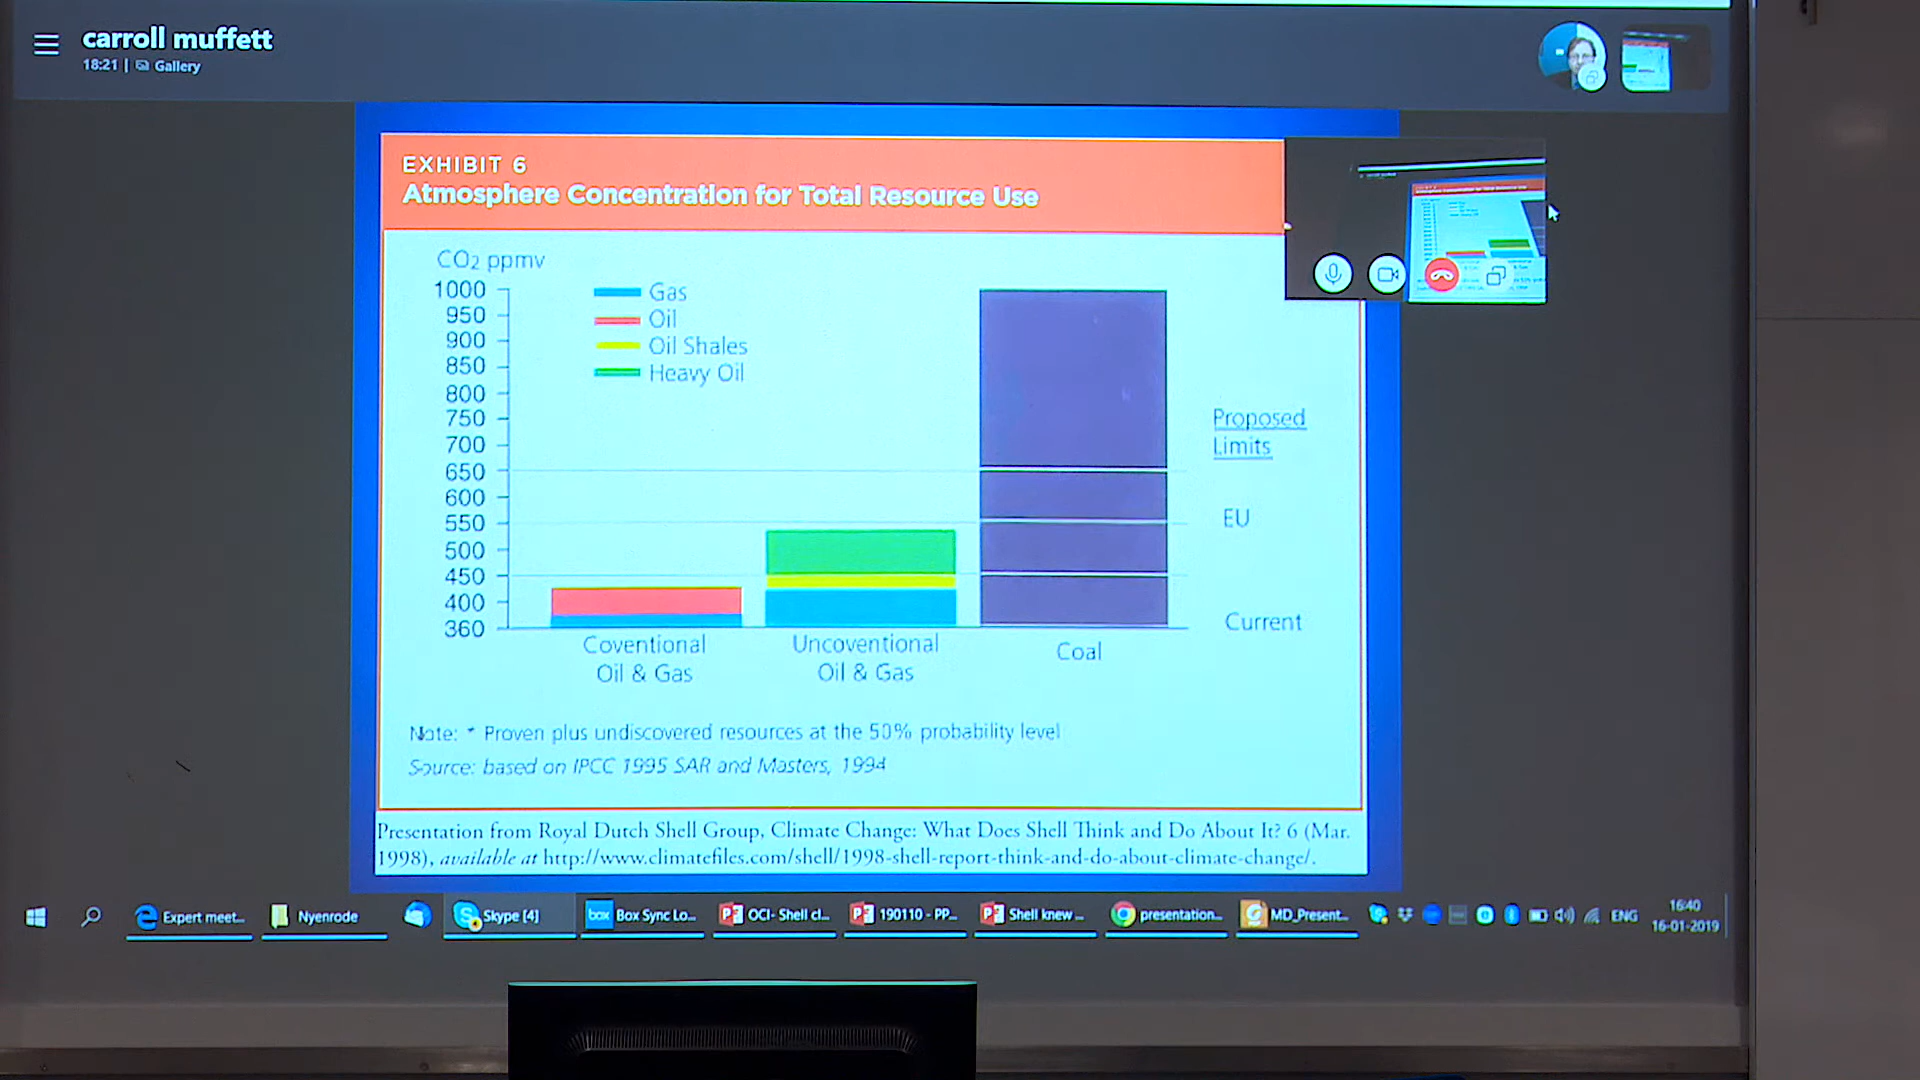 carroll muffett
18:21 | Gallery
EXHIBIT 6
Atmosphere Concentration for Total Resource Use
CO2 ppmv
1000
950
900
850
800
750
700
650
600
550
500
450
400
360
Gas
Oil
Oil Shales
Heavy Oil
Proposed
Limits
EU
Current
Coventional
Oil & Gas
Uncoventional
Oil & Gas
Coal
Note: * Proven plus undiscovered resources at the 50% probability level
Source: based on IPCC 1995 SAR and Masters, 1994
Presentation from Royal Dutch Shell Group, Climate Change: What Does Shell Think and Do About It? 6 (Mar.
1998), available at http://www.climatefiles.com/shell/1998-shell-report-think-and-do-about-climate-change/.
Expert meet... Nyenrode Skype [4] box Box Sync Lo... OCI- Shell cl... 190110 - PP... Shell knew ... presentation... MD_Present... ENG
16:40
16-01-2019